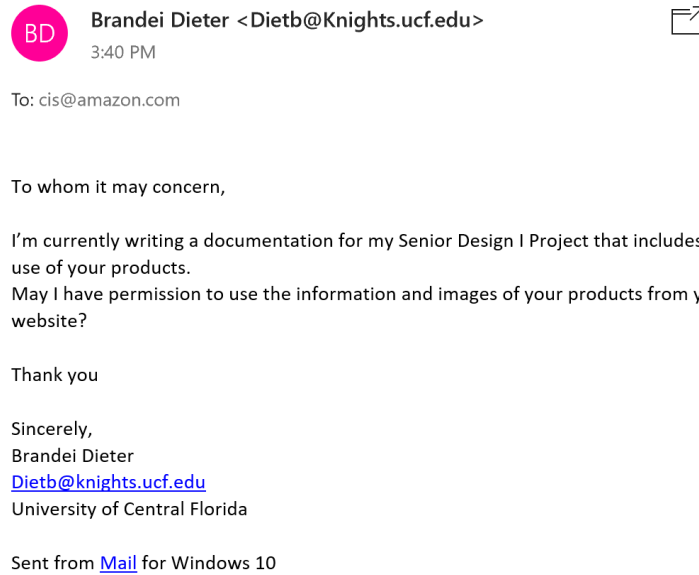 BD
Brandei Dieter <Dietb@Knights.ucf.edu>
3:40 PM
To: cis@amazon.com
To whom it may concern,
I’m currently writing a documentation for my Senior Design I Project that includes
use of your products.
May I have permission to use the information and images of your products from
website?
Thank you
Sincerely,
Brandei Dieter
Dietb@knights.ucf.edu
University of Central Florida
Sent from Mail for Windows 10